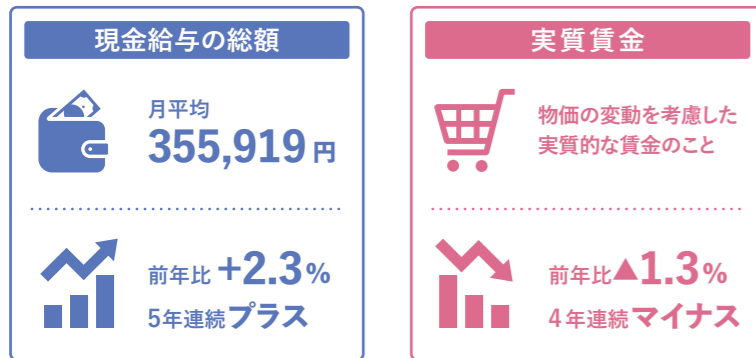 現金給与の総額
月平均
355,919 円
前年比 +2.3%
5年連続プラス
実質賃金
物価の変動を考慮した
実質的な賃金のこと
前年比▲1.3%
4年連続マイナス